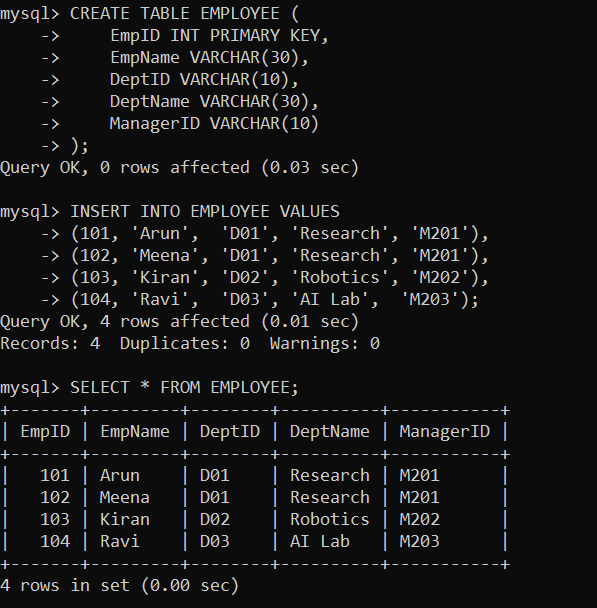 mysql> CREATE TABLE EMPLOYEE (
    ->     EmpID INT PRIMARY KEY,
    ->     EmpName VARCHAR(30),
    ->     DeptID VARCHAR(10),
    ->     DeptName VARCHAR(30),
    ->     ManagerID VARCHAR(10)
    -> );
Query OK, 0 rows affected (0.03 sec)

mysql> INSERT INTO EMPLOYEE VALUES
    -> (101, 'Arun',  'D01', 'Research', 'M201'),
    -> (102, 'Meena', 'D01', 'Research', 'M201'),
    -> (103, 'Kiran', 'D02', 'Robotics', 'M202'),
    -> (104, 'Ravi',  'D03', 'AI Lab',  'M203');
Query OK, 4 rows affected (0.01 sec)
Records: 4  Duplicates: 0  Warnings: 0

mysql> SELECT * FROM EMPLOYEE;
+-------+---------+--------+----------+-----------+
| EmpID | EmpName | DeptID | DeptName | ManagerID |
+-------+---------+--------+----------+-----------+
|   101 | Arun    | D01    | Research | M201      |
|   102 | Meena   | D01    | Research | M201      |
|   103 | Kiran   | D02    | Robotics | M202      |
|   104 | Ravi    | D03    | AI Lab   | M203      |
+-------+---------+--------+----------+-----------+
4 rows in set (0.00 sec)